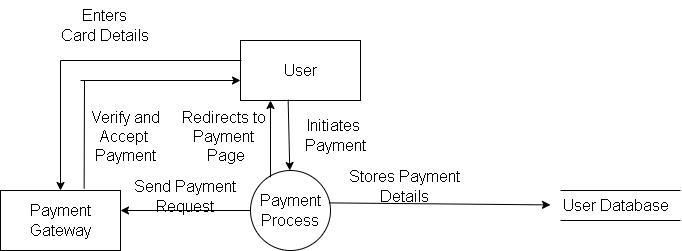 Enters
Card Details
User
Verify and
Accept
Payment
Redirects to
Payment
Page
Initiates
Payment
Send Payment
Request
Stores Payment
Details
Payment
Gateway
Payment
Process
User Database